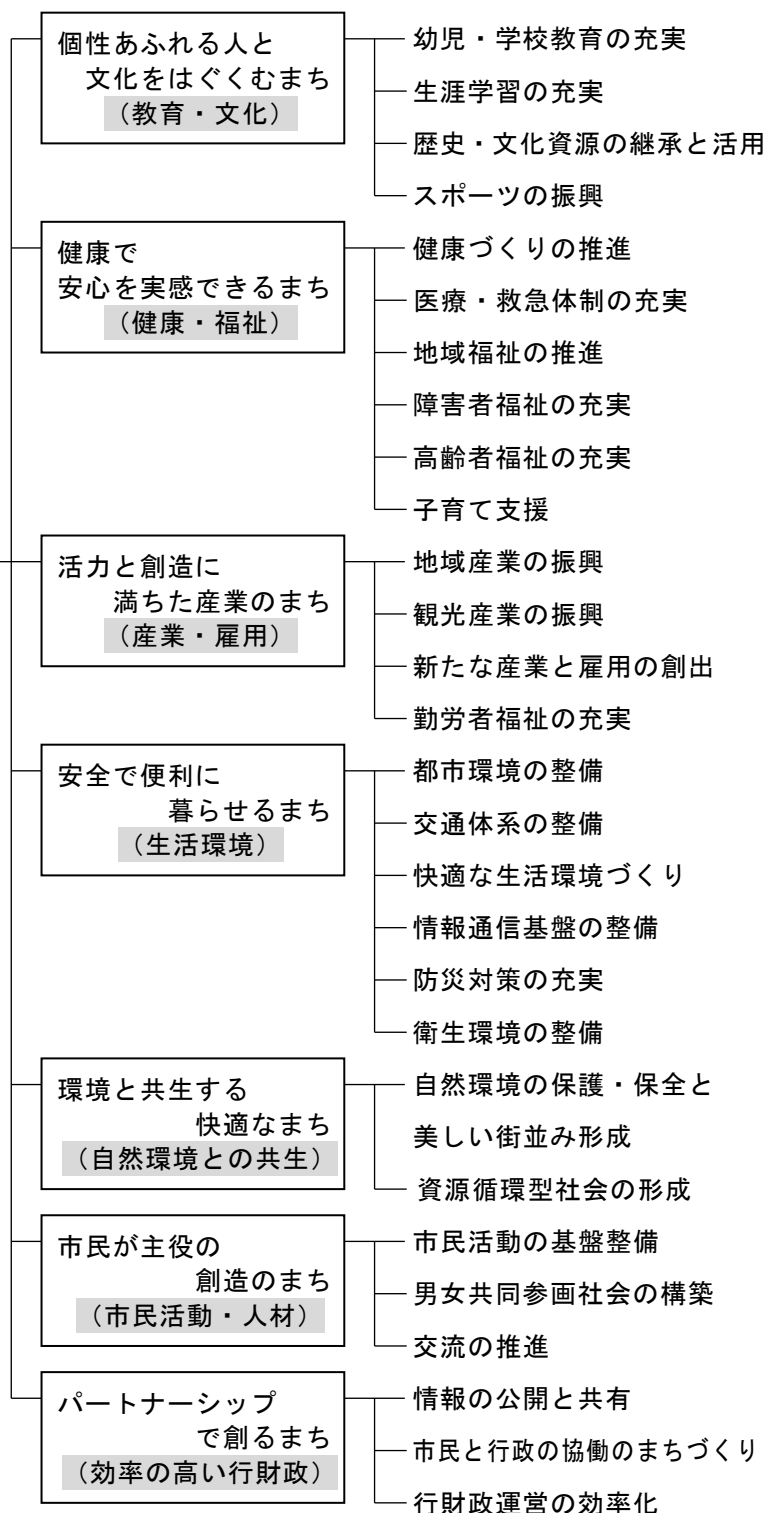 個性あふれる人と
文化をはぐくむまち
（教育・文化）
幼児・学校教育の充実
生涯学習の充実
歴史・文化資源の継承と活用
スポーツの振興
健康で
安心を実感できるまち
（健康・福祉）
健康づくりの推進
医療・救急体制の充実
地域福祉の推進
障害者福祉の充実
高齢者福祉の充実
子育て支援
活力と創造に
満ちた産業のまち
（産業・雇用）
地域産業の振興
観光産業の振興
新たな産業と雇用の創出
勤労者福祉の充実
安全で便利に
暮らせるまち
（生活環境）
都市環境の整備
交通体系の整備
快適な生活環境づくり
情報通信基盤の整備
防災対策の充実
衛生環境の整備
環境と共生する
快適なまち
（自然環境との共生）
自然環境の保護・保全と
美しい街並み形成
資源循環型社会の形成
市民が主役の
創造のまち
（市民活動・人材）
市民活動の基盤整備
男女共同参画社会の構築
交流の推進
パートナーシップ
で創るまち
（効率の高い行財政）
情報の公開と共有
市民と行政の協働のまちづくり
行財政運営の効率化